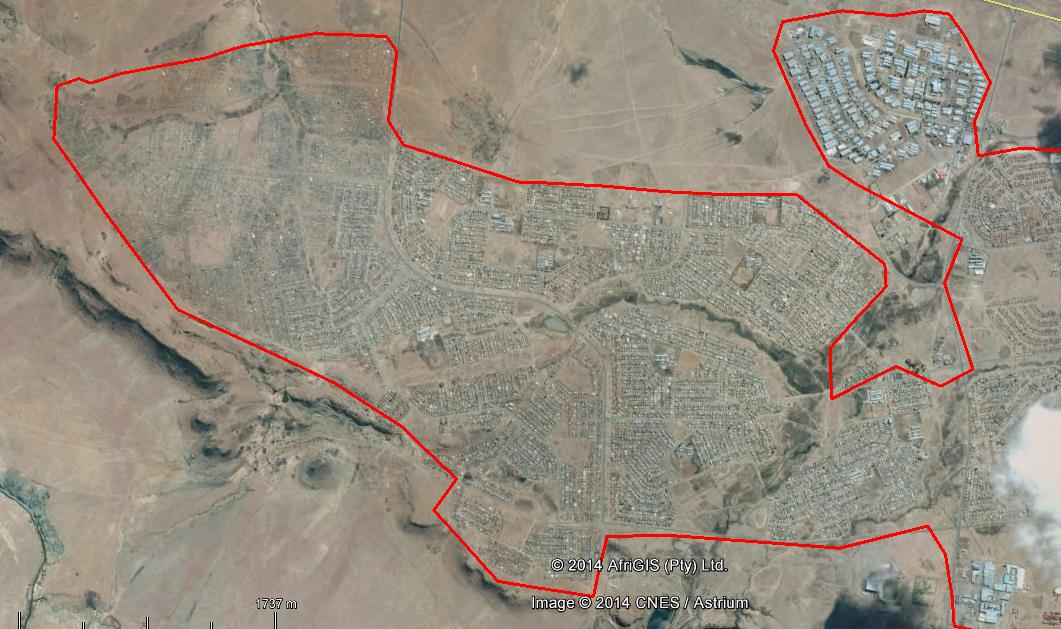 1737 m
© 2014 AfriGIS (Pty) Ltd.
Image © 2014 CNES / Astrium